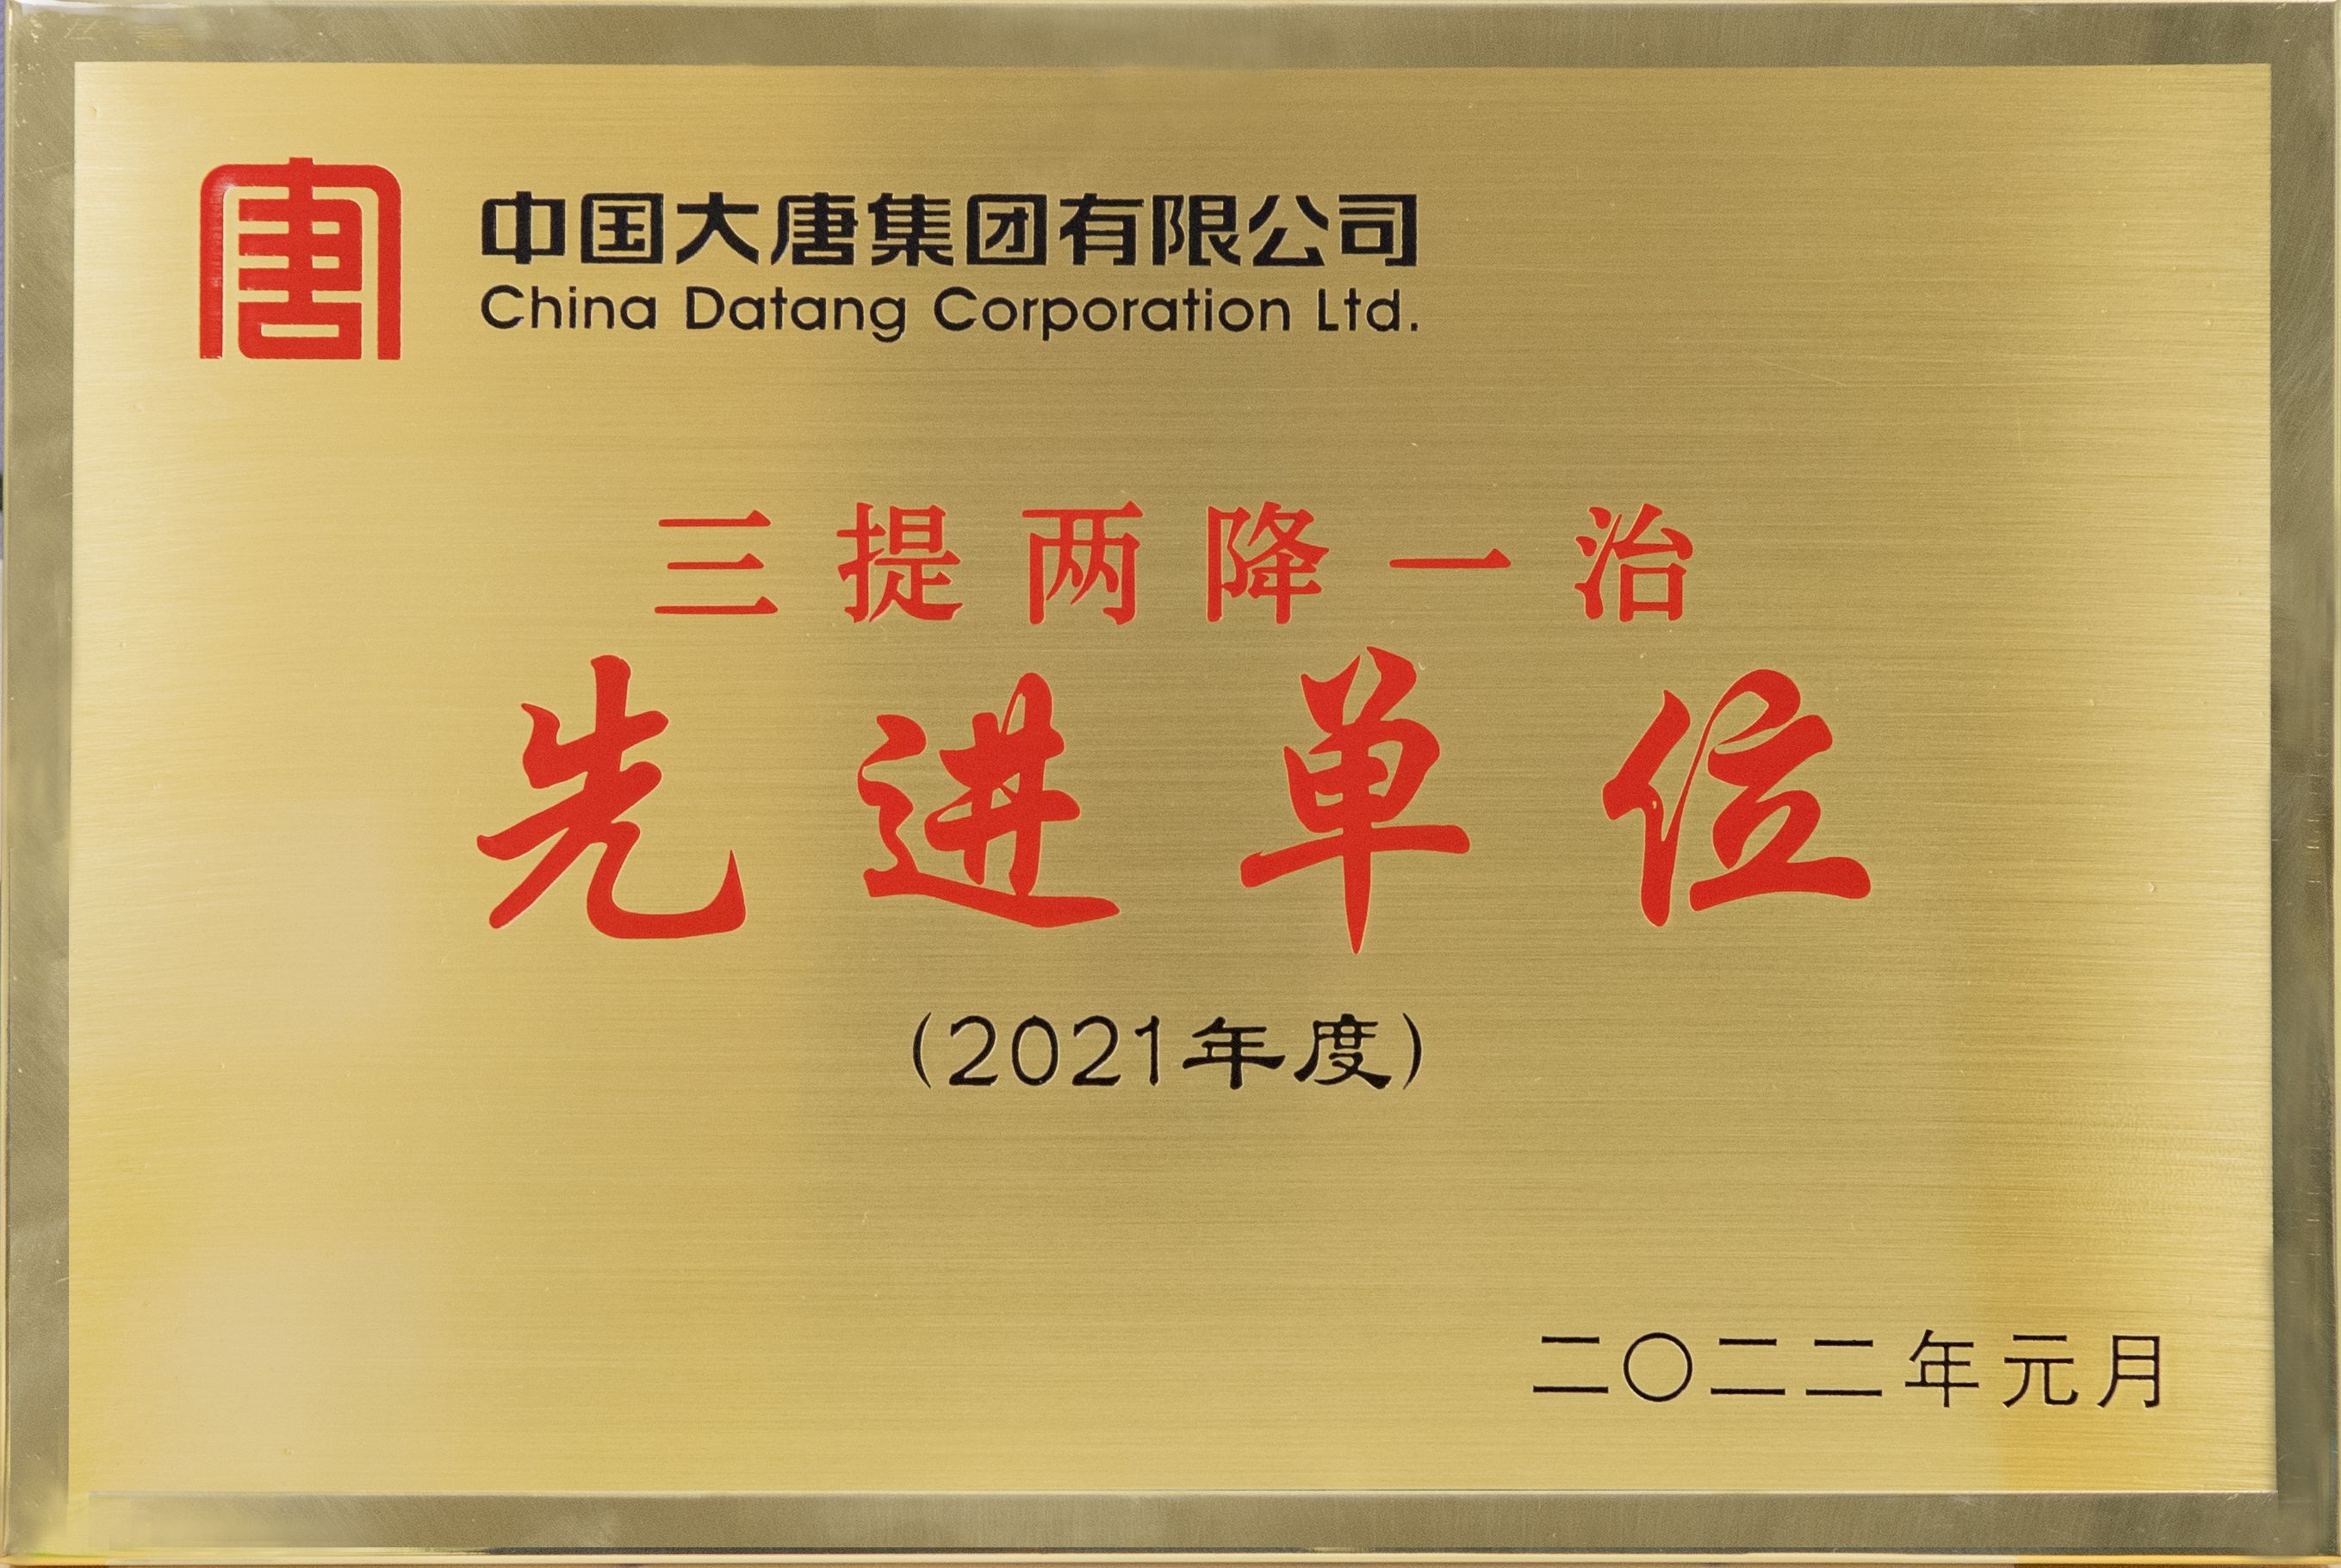 唐
中国大唐集团有限公司
China Datang Corporation Ltd.
三提两降一治
先进单位
(2021年度)
二〇二二年元月